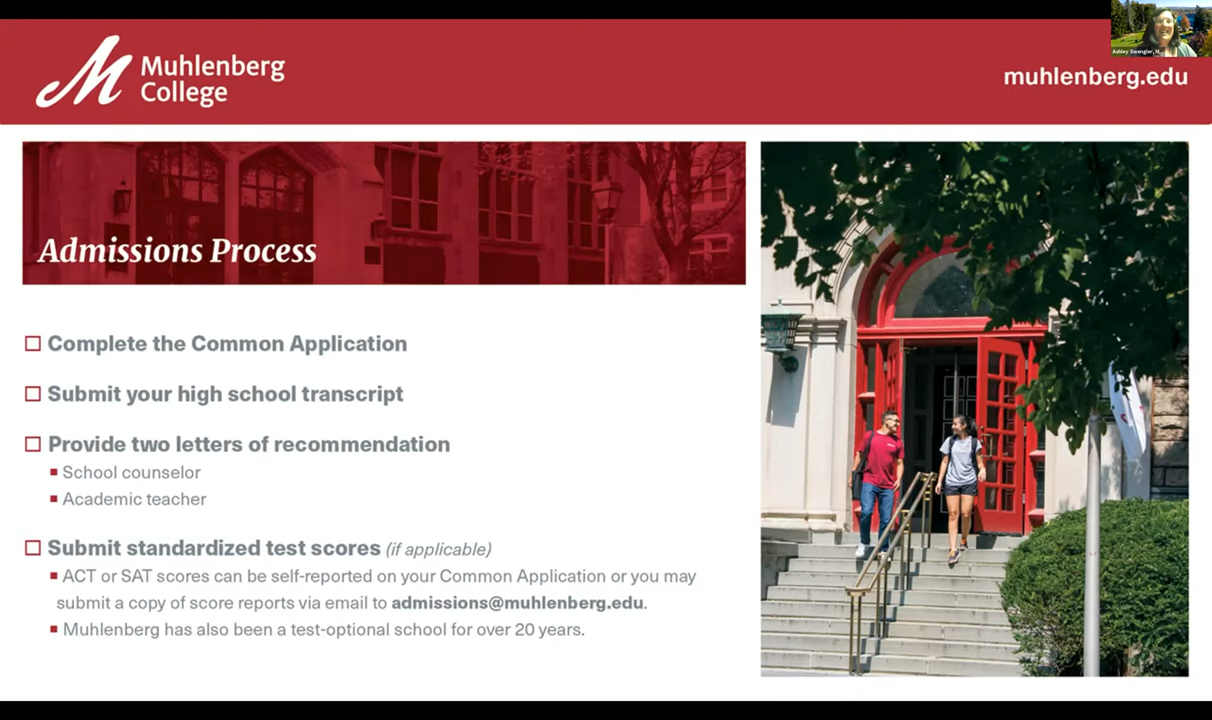 Ashley Swengler, M...
Muhlenberg
College
muhlenberg.edu
Admissions Process
Complete the Common Application
Submit your high school transcript
Provide two letters of recommendation
School counselor
Academic teacher
Submit standardized test scores (if applicable)
ACT or SAT scores can be self-reported on your Common Application or you may
submit a copy of score reports via email to admissions@muhlenberg.edu.
Muhlenberg has also been a test-optional school for over 20 years.